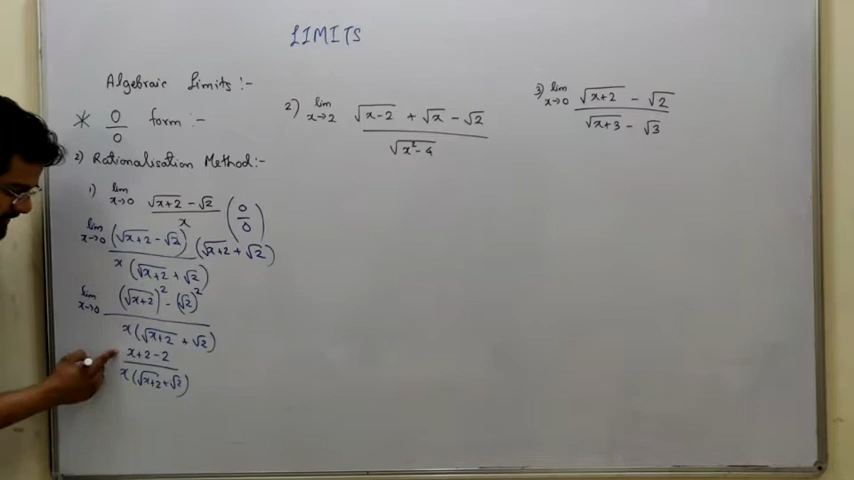 LIMITS
Algebraic Limits :-
* 0/0 form :-
2) Rationalisation Method :-
1) lim x→0 (√(x+2) - √2) / x (0/0)
lim x→0 (√(x+2) - √2) (√(x+2) + √2) / x (√(x+2) + √2)
lim x→0 (√(x+2))² - (√2)² / x (√(x+2) + √2)
x+2-2 / x (√(x+2) + √2)
2) lim x→2 (√(x-2) + √x - √2) / √(x²-4)
3) lim x→0 (√(x+2) - √2) / (√(x+3) - √3)